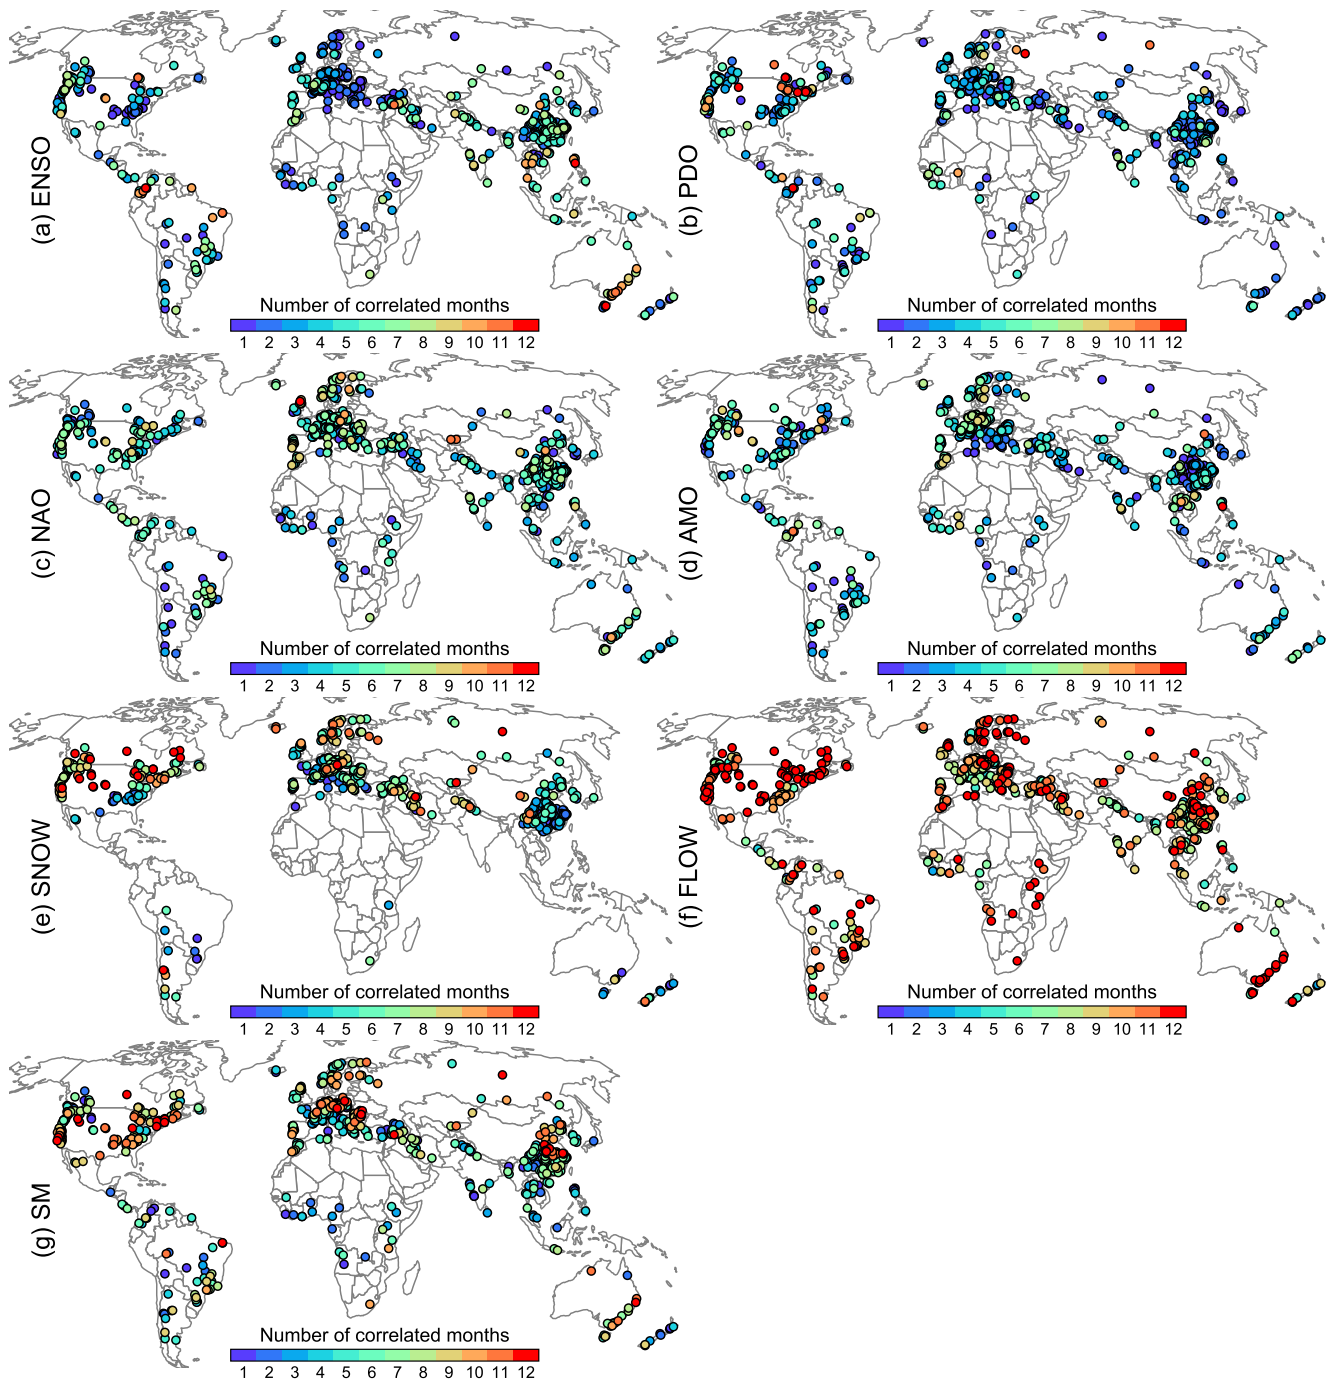 (a) ENSO
Number of correlated months
1 2 3 4 5 6 7 8 9 10 11 12
(b) PDO
Number of correlated months
1 2 3 4 5 6 7 8 9 10 11 12
(c) NAO
Number of correlated months
1 2 3 4 5 6 7 8 9 10 11 12
(d) AMO
Number of correlated months
1 2 3 4 5 6 7 8 9 10 11 12
(e) SNOW
Number of correlated months
1 2 3 4 5 6 7 8 9 10 11 12
(f) FLOW
Number of correlated months
1 2 3 4 5 6 7 8 9 10 11 12
(g) SM
Number of correlated months
1 2 3 4 5 6 7 8 9 10 11 12